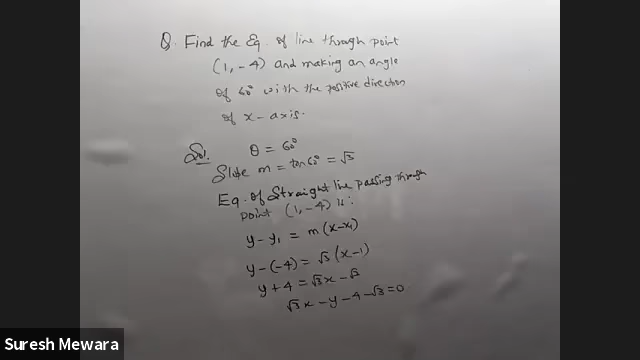 Q. Find the Eq. of line through point
(1, -4) and making an angle
of 60° with the positive direction
of x-axis.
Sol. θ = 60°
Slope m = tan 60° = √3
Eq. of Straight line passing through
point (1, -4) is:
y - y₁ = m(x - x₁)
y - (-4) = √3 (x - 1)
y + 4 = √3x - √3
√3x - y - 4 - √3 = 0
Suresh Mewara